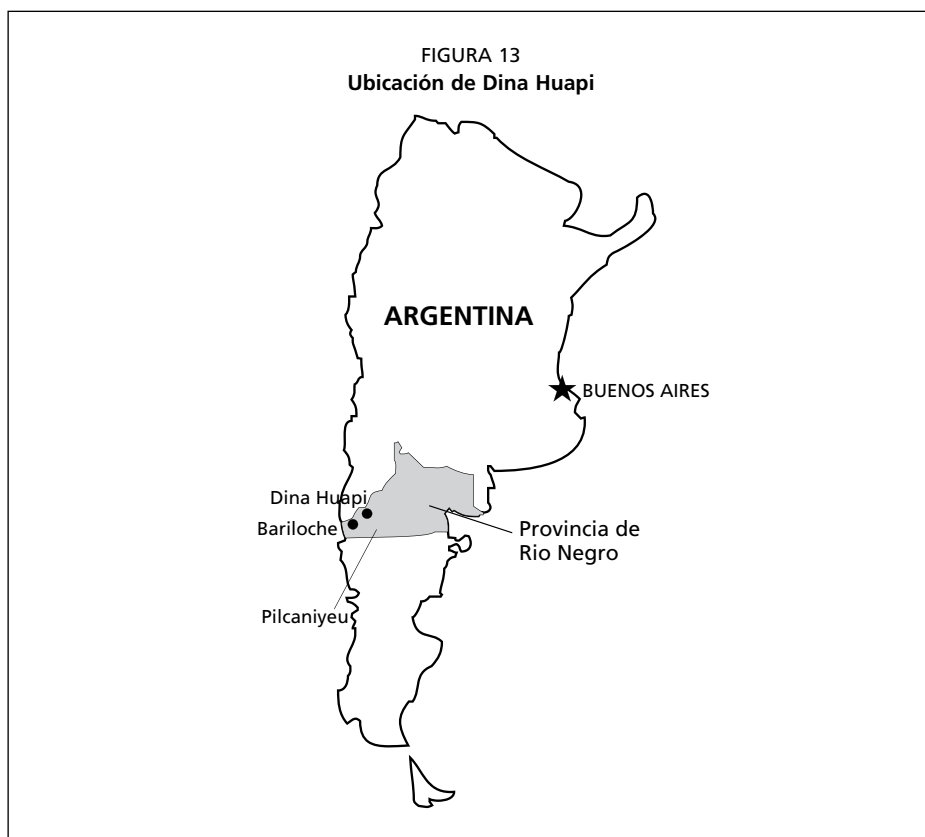 FIGURA 13
Ubicación de Dina Huapi
ARGENTINA
BUENOS AIRES
Dina Huapi
Bariloche
Provincia de
Rio Negro
Pilcaniyeu